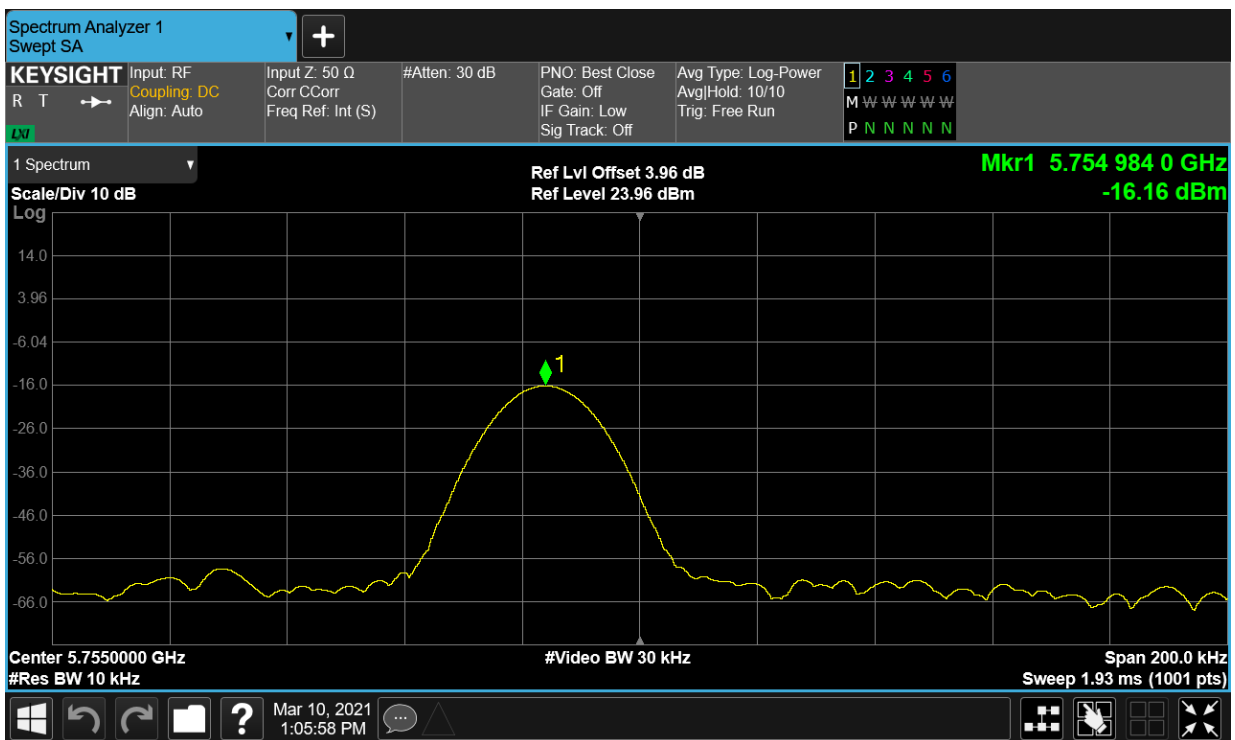 Spectrum Analyzer 1
Swept SA
KEYSIGHT
R T
LXI
Input: RF
Coupling: DC
Align: Auto
Input Z: 50 Ω
Corr CCorr
Freq Ref: Int (S)
#Atten: 30 dB
PNO: Best Close
Gate: Off
IF Gain: Low
Sig Track: Off
Avg Type: Log-Power
Avg|Hold: 10/10
Trig: Free Run
1 2 3 4 5 6
M W W W W W
P N N N N N
1 Spectrum
Scale/Div 10 dB
Log
Ref Lvl Offset 3.96 dB
Ref Level 23.96 dBm
Mkr1 5.754 984 0 GHz
-16.16 dBm
14.0
3.96
-6.04
1
-16.0
-26.0
-36.0
-46.0
-56.0
-66.0
Center 5.7550000 GHz
#Res BW 10 kHz
#Video BW 30 kHz
Span 200.0 kHz
Sweep 1.93 ms (1001 pts)
?
Mar 10, 2021
1:05:58 PM